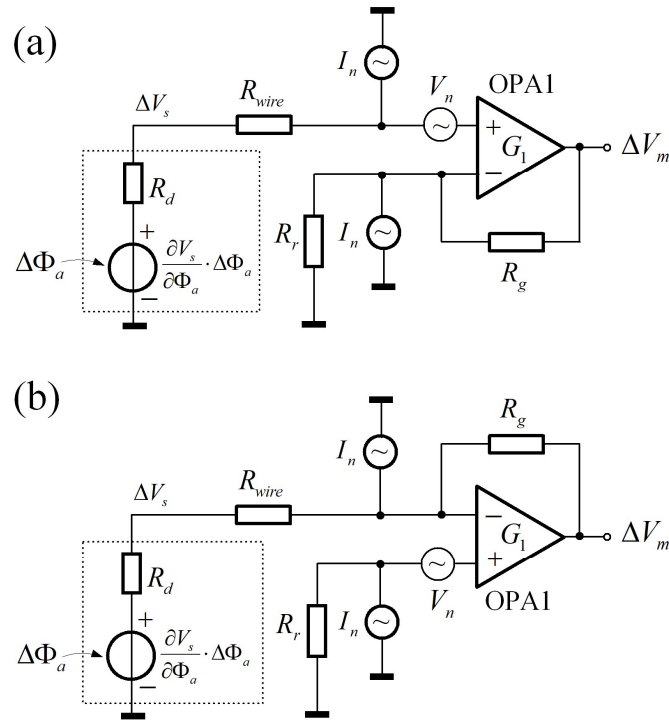 (a)
I_n
V_n
OPA1
ΔV_s
R_wire
+
G_1
−
ΔV_m
R_d
R_r
I_n
R_g
+
ΔΦ_a
∂V_s/∂Φ_a · ΔΦ_a
−
(b)
R_g
I_n
ΔV_s
R_wire
−
G_1
+
ΔV_m
R_d
V_n
OPA1
R_r
I_n
+
ΔΦ_a
∂V_s/∂Φ_a · ΔΦ_a
−